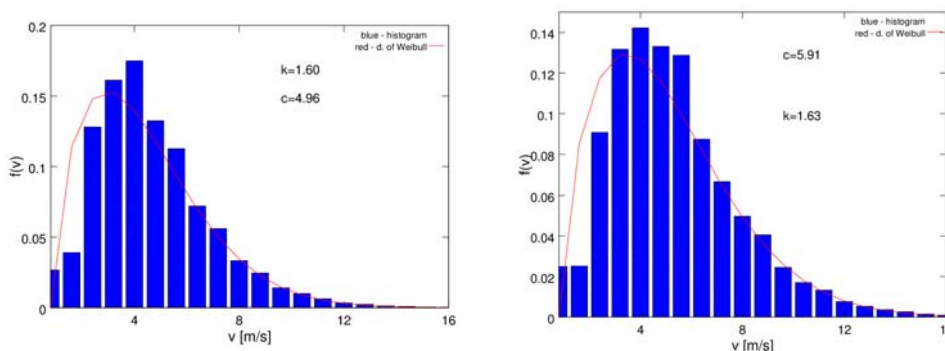 0.2
0.15
0.1
0.05
0
f(v)
blue - histogram
red - d. of Weibull
k=1.60
c=4.96
4
8
12
16
v [m/s]
0.14
0.12
0.1
0.08
0.06
0.04
0.02
0
f(v)
blue - histogram
red - d. of Weibull
c=5.91
k=1.63
4
8
12
v [m/s]